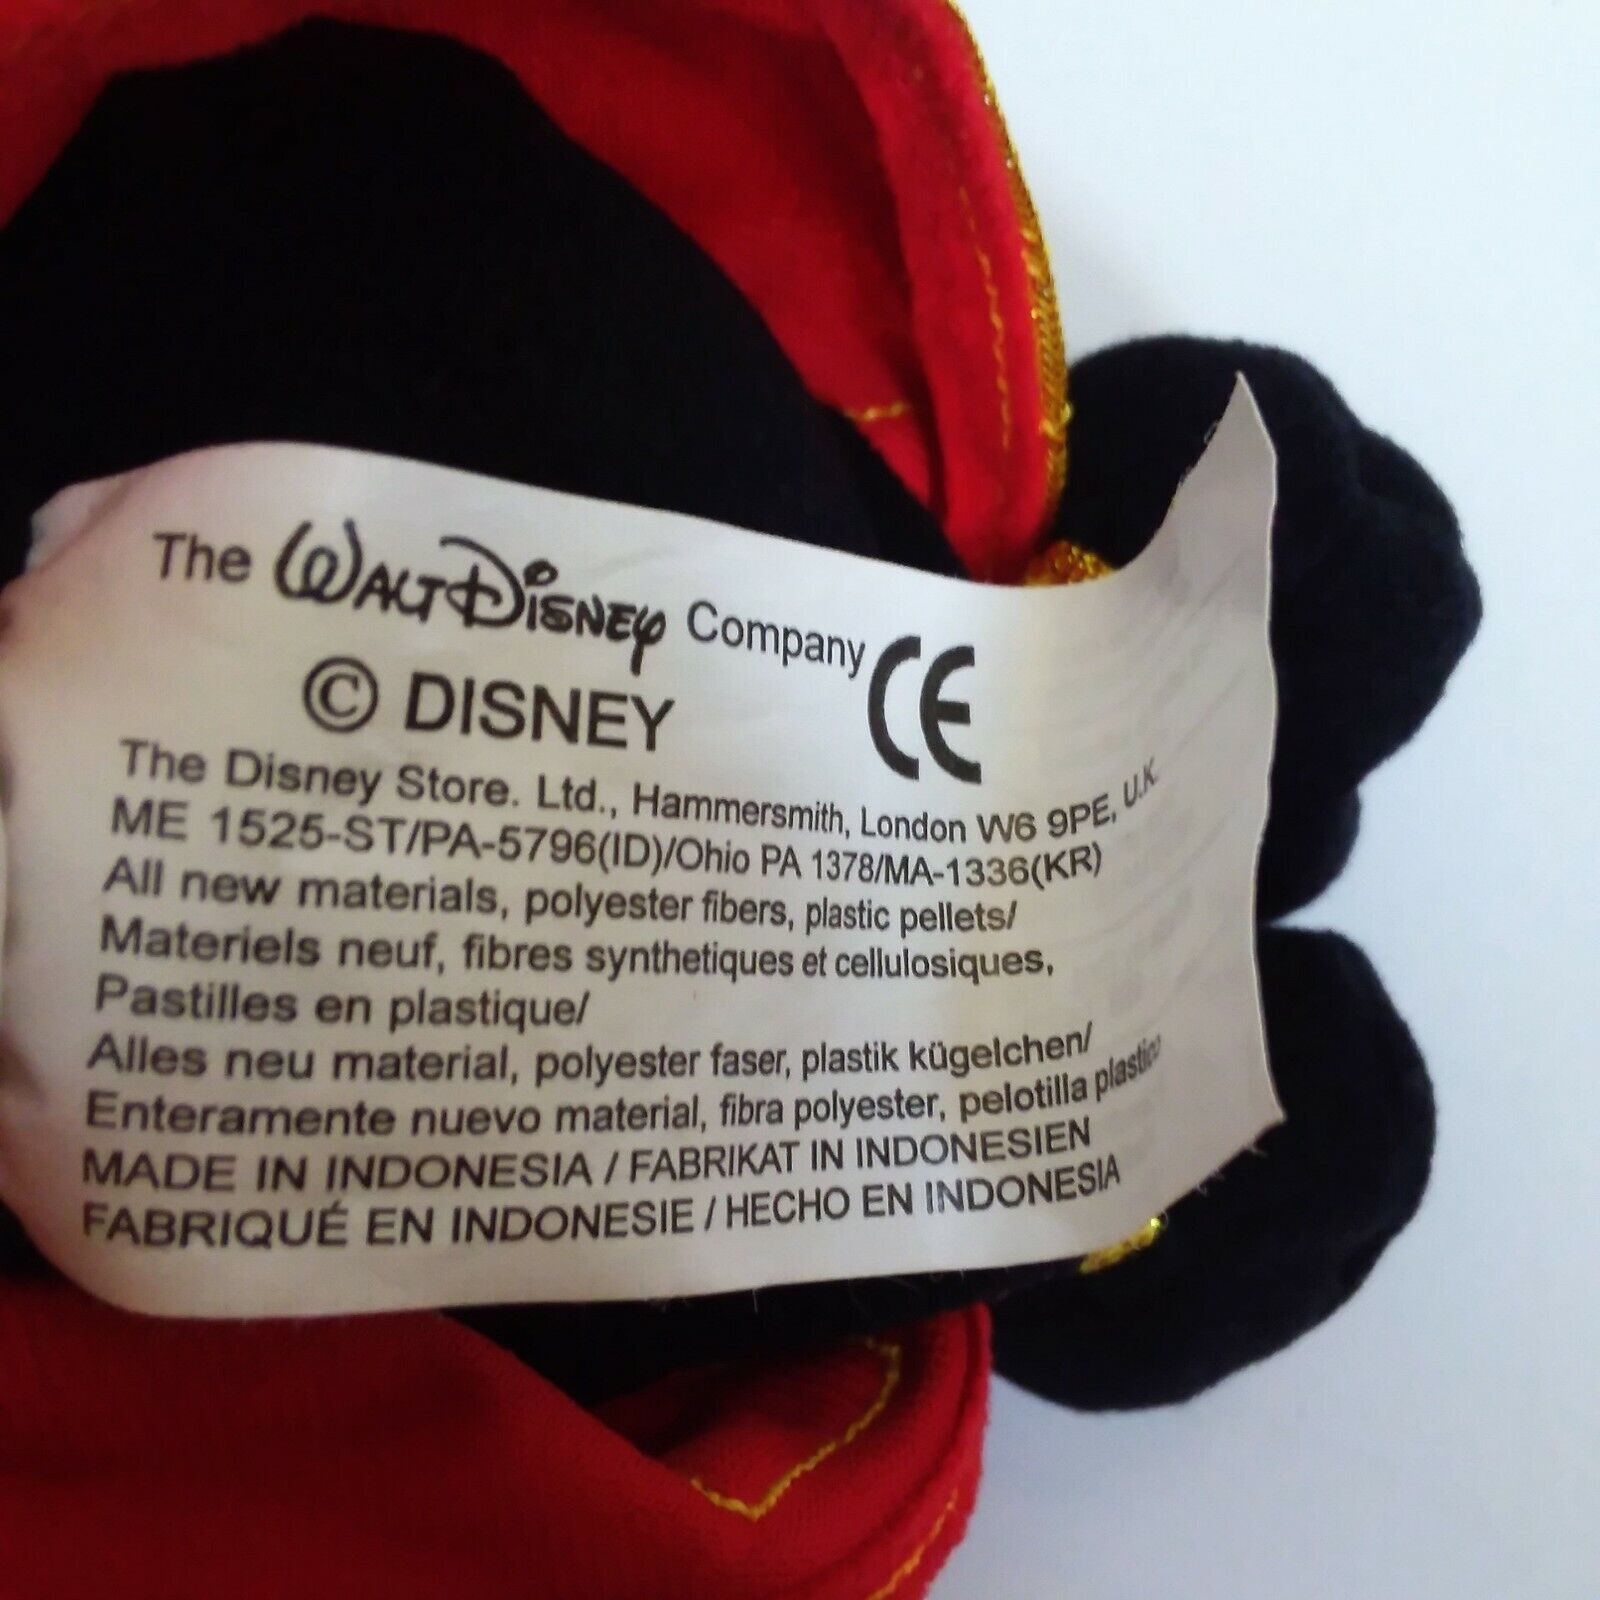 The WALT DISNEY Company CE
© DISNEY
The Disney Store. Ltd., Hammersmith, London W6 9PE, U.K.
ME 1525-ST/PA-5796(ID)/Ohio PA 1378/MA-1336(KR)
All new materials, polyester fibers, plastic pellets/
Materiels neuf, fibres synthetiques et cellulosiques,
Pastilles en plastique/
Alles neu material, polyester faser, plastik kügelchen/
Enteramente nuevo material, fibra polyester, pelotilla plastico
MADE IN INDONESIA / FABRIKAT IN INDONESIEN
FABRIQUÉ EN INDONESIE / HECHO EN INDONESIA